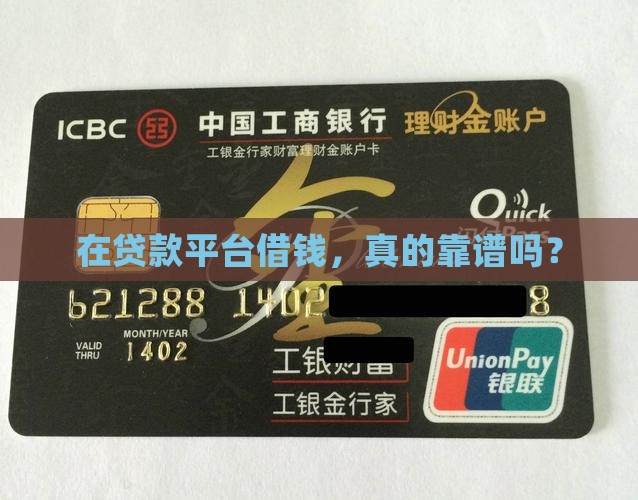 ICBC 中国工商银行 理财金账户
工银金行家财富理财金账户卡
金
Quick
Pass
在贷款平台借钱，真的靠谱吗？
621288 1402 8
MONTH/YEAR
VALID THRU 1402
工银财富
工银金行家
UnionPay
银联